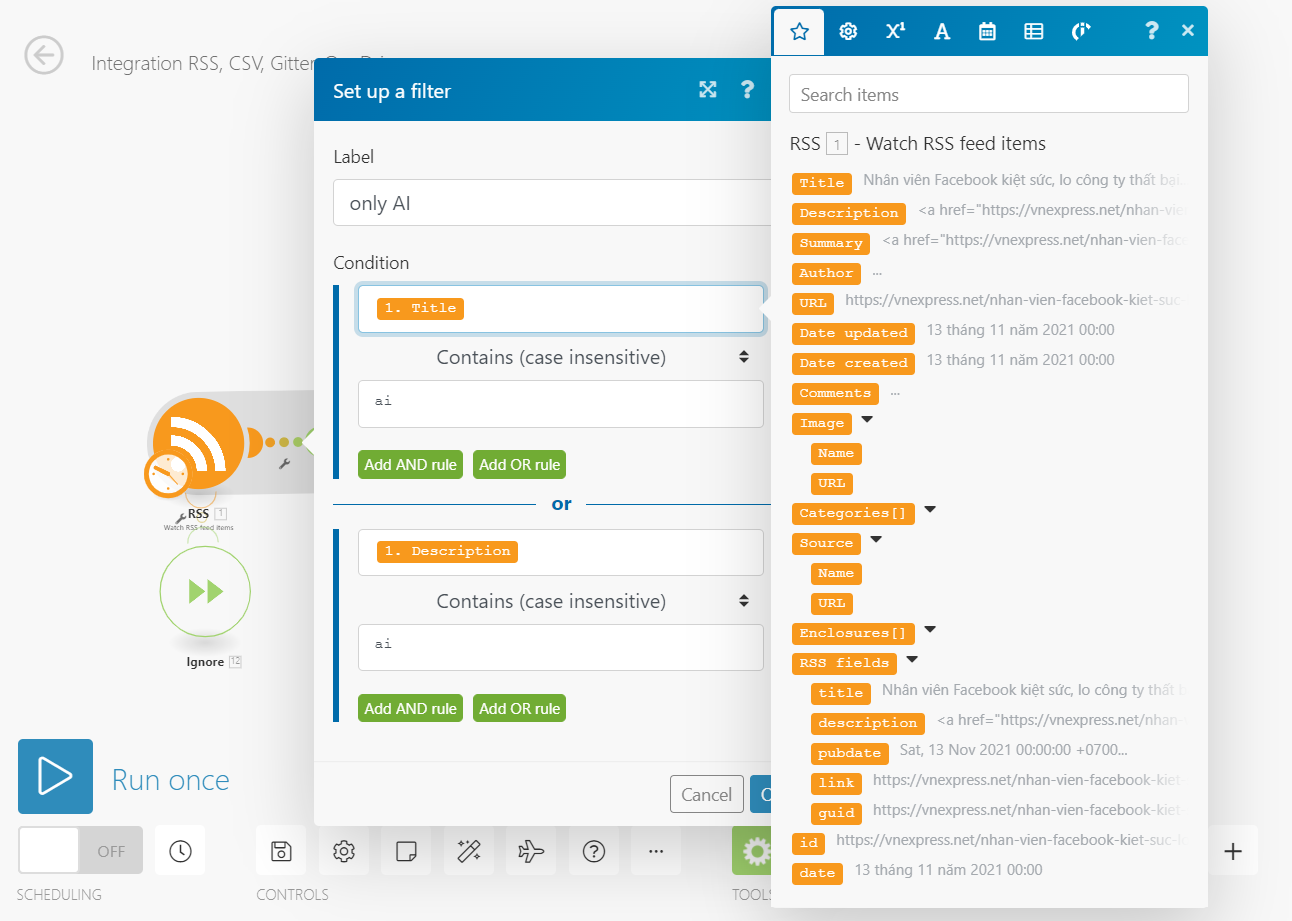 Integration RSS, CSV, Gitter
Set up a filter
?
Label
only AI
Condition
1. Title
Contains (case insensitive)
ai
Add AND rule Add OR rule
or
1. Description
Contains (case insensitive)
ai
Add AND rule Add OR rule
Cancel
RSS 1
Watch RSS feed items
Ignore 12
Run once
OFF
SCHEDULING
CONTROLS
TOOLS
X¹ A ? ×
Search items
RSS 1 - Watch RSS feed items
Title Nhân viên Facebook kiệt sức, lo công ty thất bại.
Description <a href="https://vnexpress.net/nhan-vie
Summary <a href="https://vnexpress.net/nhan-vien-face
Author ...
URL https://vnexpress.net/nhan-vien-facebook-kiet-suc-
Date updated 13 tháng 11 năm 2021 00:00
Date created 13 tháng 11 năm 2021 00:00
Comments ...
Image
Name
URL
Categories[]
Source
Name
URL
Enclosures[]
RSS fields
title Nhân viên Facebook kiệt sức, lo công ty thất
description <a href="https://vnexpress.net/nhan-
pubdate Sat, 13 Nov 2021 00:00:00 +0700...
link https://vnexpress.net/nhan-vien-facebook-kiet-
guid https://vnexpress.net/nhan-vien-facebook-kiet-
id https://vnexpress.net/nhan-vien-facebook-kiet-suc-
date 13 tháng 11 năm 2021 00:00